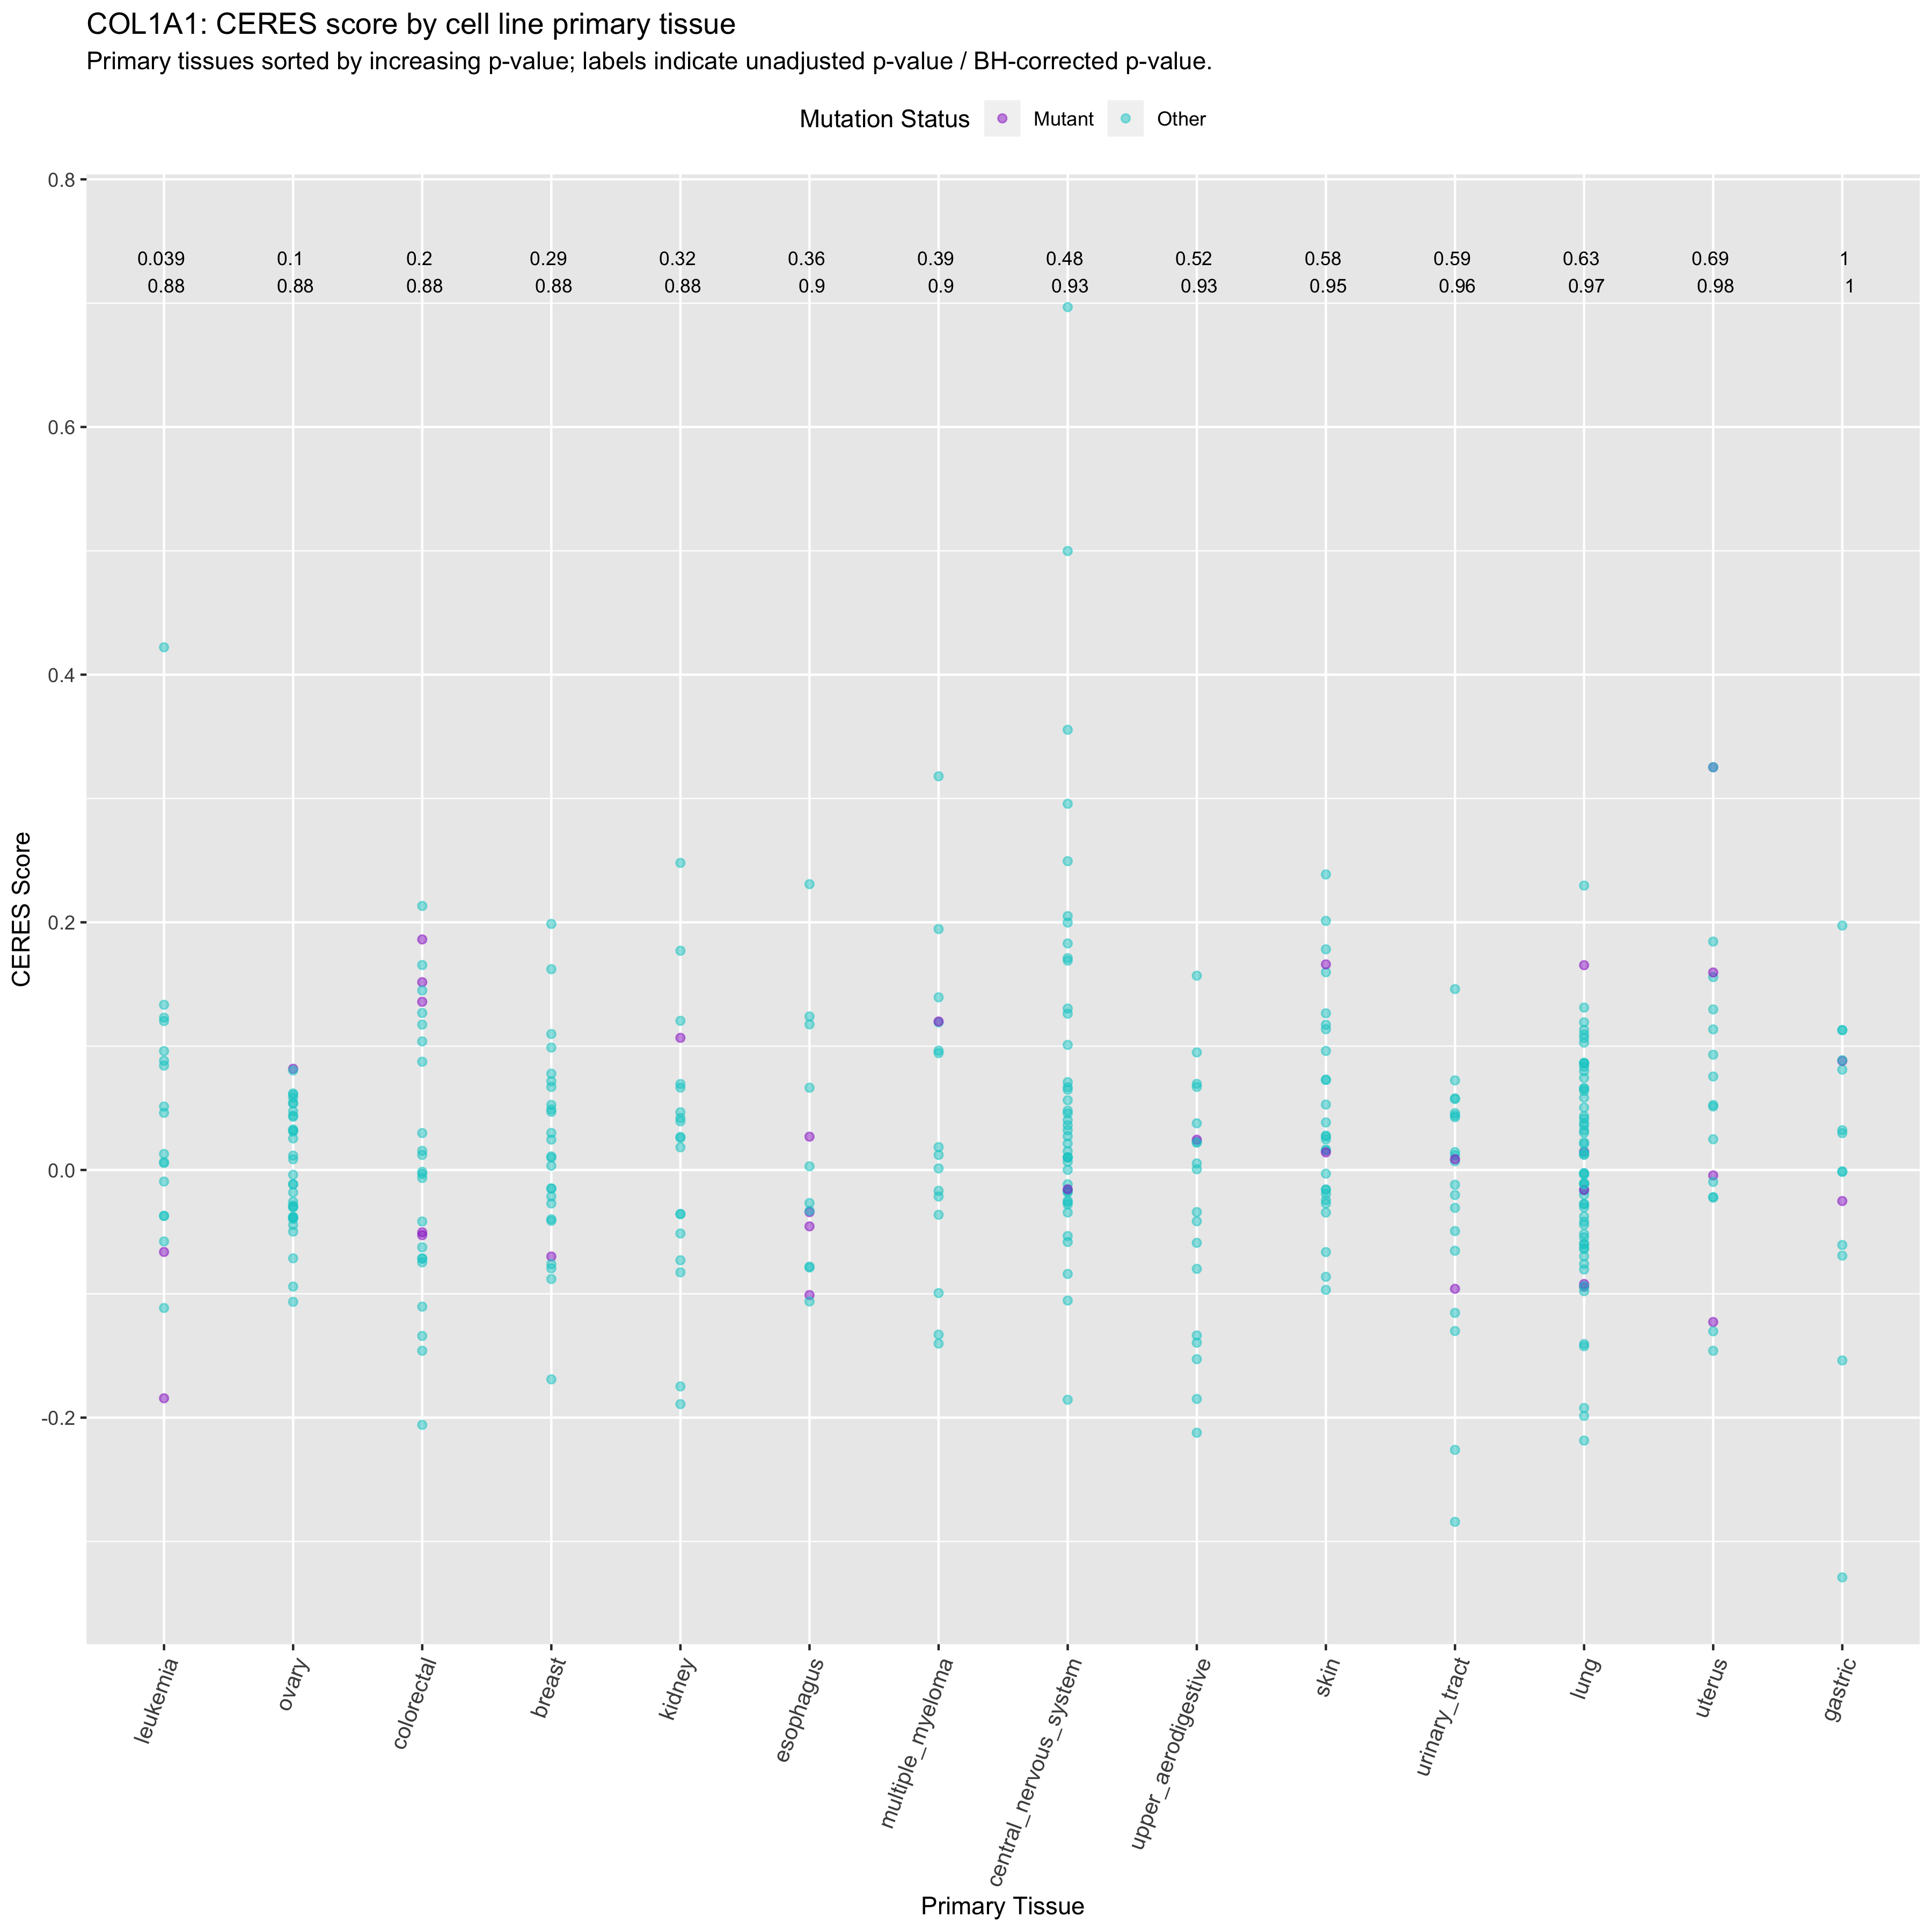 COL1A1: CERES score by cell line primary tissue
Primary tissues sorted by increasing p-value; labels indicate unadjusted p-value / BH-corrected p-value.
Mutation Status Mutant Other
0.8
0.039 0.1 0.2 0.29 0.32 0.36 0.39 0.48 0.52 0.58 0.59 0.63 0.69 1
0.88 0.88 0.88 0.88 0.88 0.9 0.9 0.93 0.93 0.95 0.96 0.97 0.98 1
0.6
0.4
0.2
0.0
-0.2
CERES Score
leukemia
ovary
colorectal
breast
kidney
esophagus
multiple_myeloma
central_nervous_system
upper_aerodigestive
skin
urinary_tract
lung
uterus
gastric
Primary Tissue